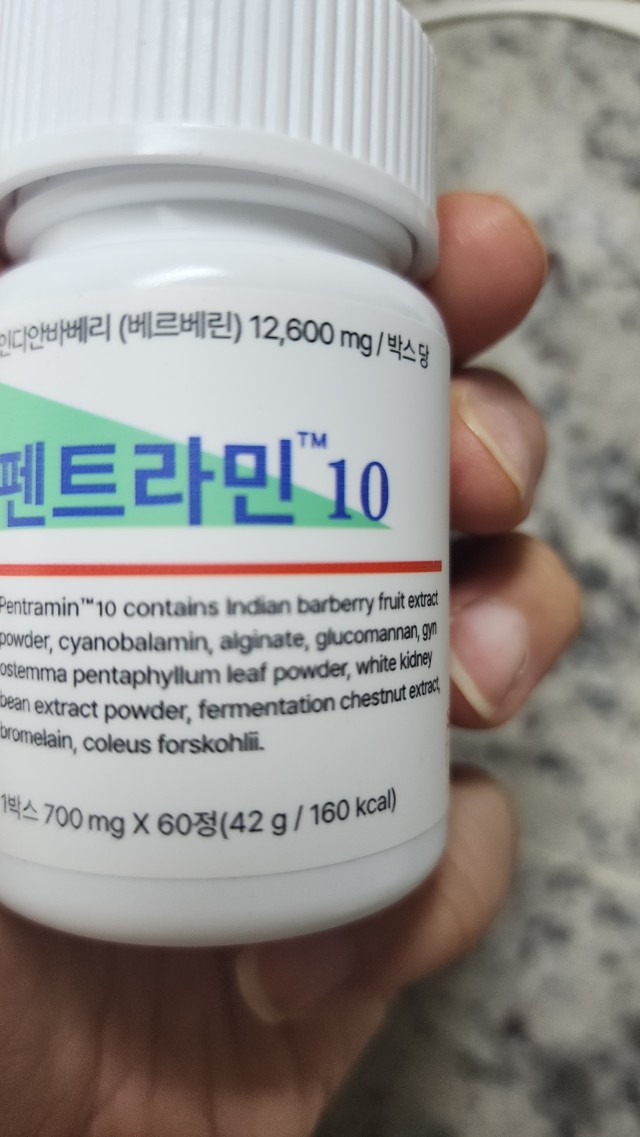 인디안바베리 (베르베린) 12,600 mg / 박스 당
펜트라민™10
Pentramin™10 contains Indian barberry fruit extract
powder, cyanobalamin, alginate, glucomannan, gyn
ostemma pentaphyllum leaf powder, white kidney
bean extract powder, fermentation chestnut extract,
bromelain, coleus forskohlii.
1박스 700 mg X 60정(42 g / 160 kcal)